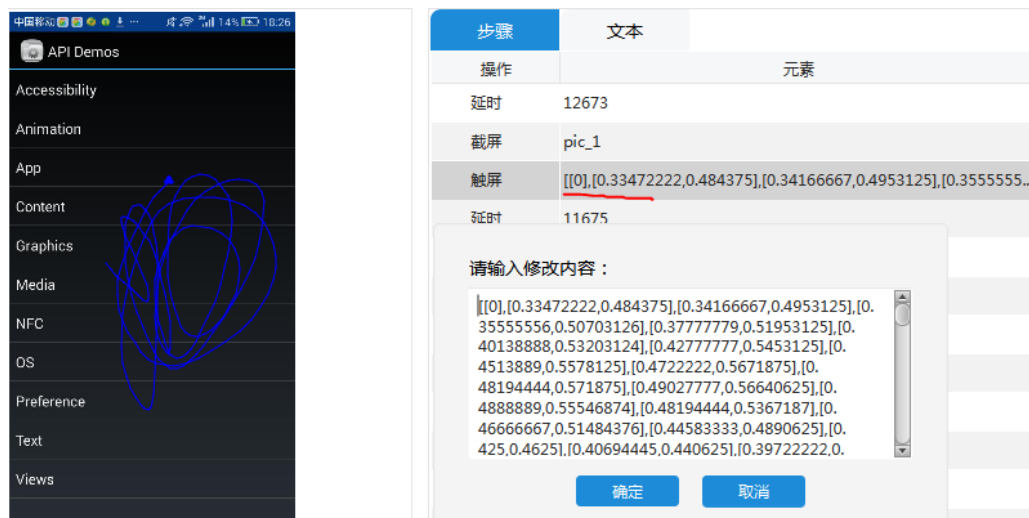 中国移动 14% 18:26
API Demos
Accessibility
Animation
App
Content
Graphics
Media
NFC
OS
Preference
Text
Views
步骤 文本
操作 元素
延时 12673
截屏 pic_1
触屏 [[0],[0.33472222,0.484375],[0.34166667,0.4953125],[0.3555555...
延时 11675
请输入修改内容：
[[0],[0.33472222,0.484375],[0.34166667,0.4953125],[0.
35555556,0.50703126],[0.37777779,0.51953125],[0.
40138888,0.53203124],[0.42777777,0.5453125],[0.
4513889,0.5578125],[0.4722222,0.5671875],[0.
48194444,0.571875],[0.49027777,0.56640625],[0.
4888889,0.55546874],[0.48194444,0.5367187],[0.
46666667,0.51484376],[0.44583333,0.4890625],[0.
425,0.4625],[0.40694445,0.440625],[0.39722222,0.
确定 取消